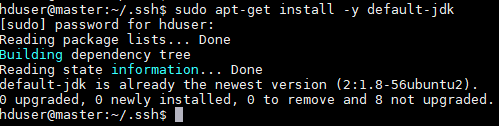 hduser@master:~/.ssh$ sudo apt-get install -y default-jdk
[sudo] password for hduser:
Reading package lists... Done
Building dependency tree
Reading state information... Done
default-jdk is already the newest version (2:1.8-56ubuntu2).
0 upgraded, 0 newly installed, 0 to remove and 8 not upgraded.
hduser@master:~/.ssh$